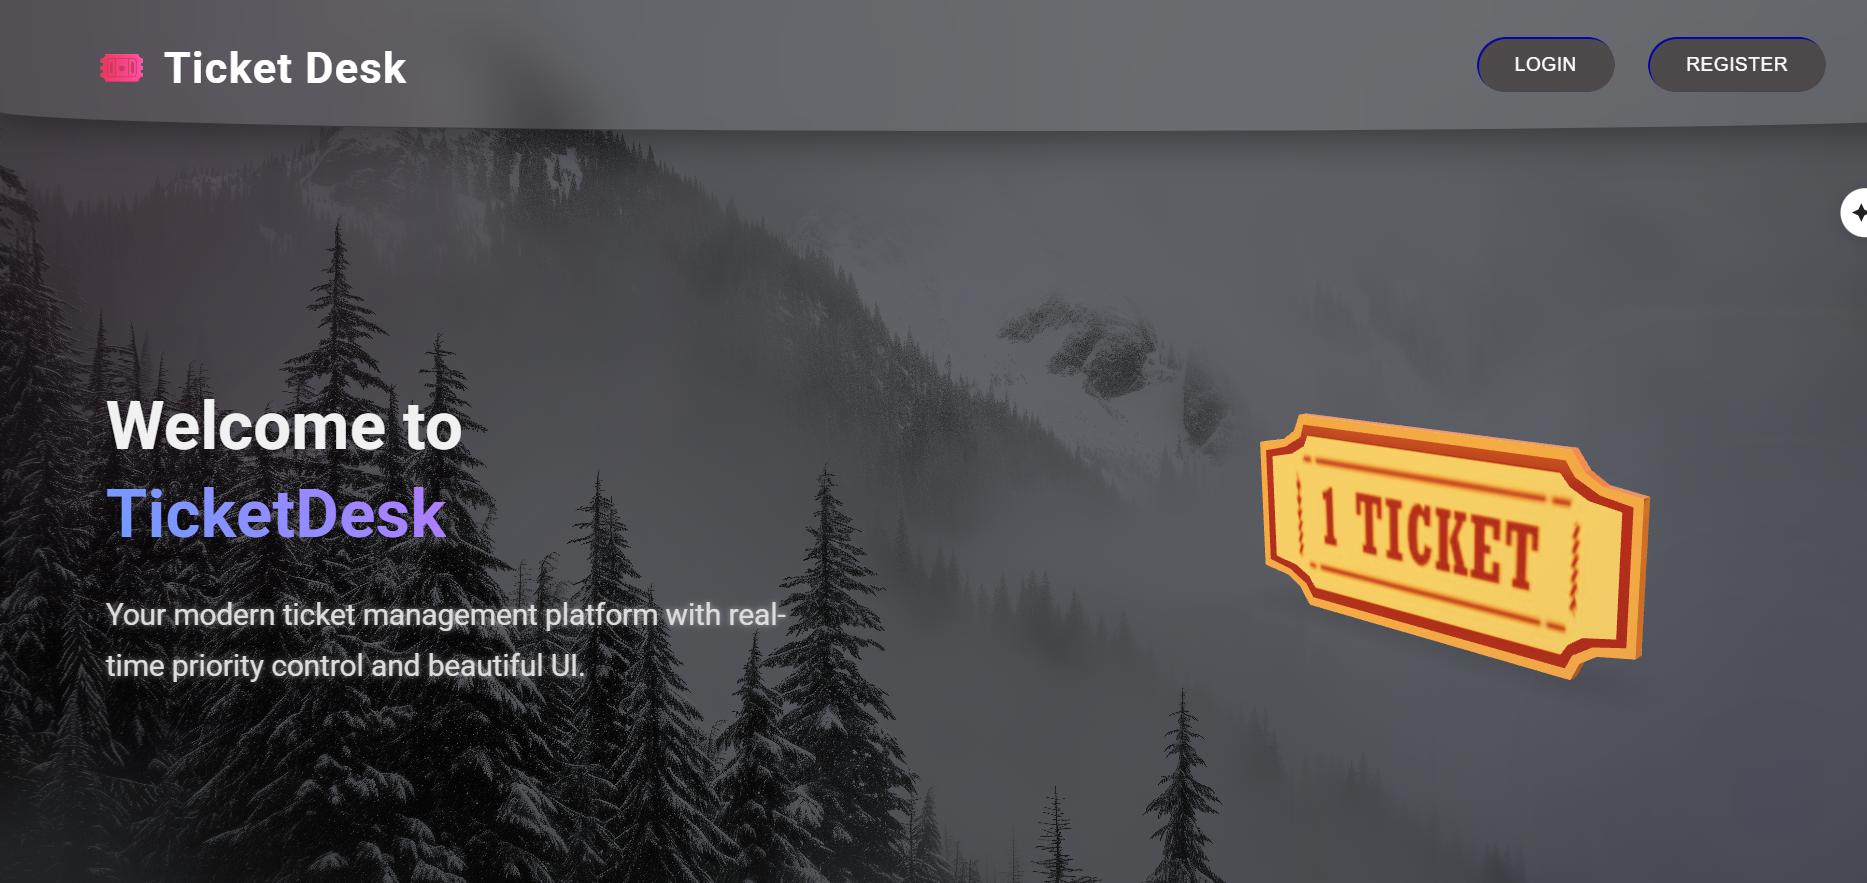 Ticket Desk
LOGIN
REGISTER
Welcome to
TicketDesk
Your modern ticket management platform with real-
time priority control and beautiful UI.
1 TICKET